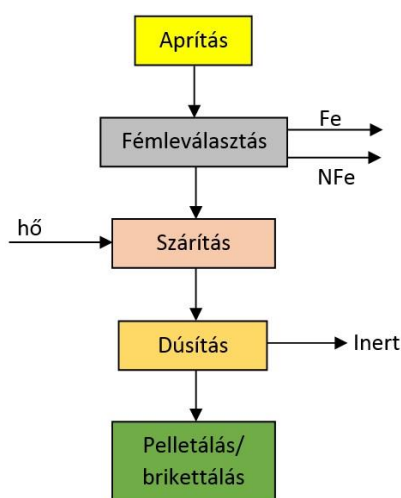 Aprítás
Fe
Fémleválasztás
NFe
hő
Szárítás
Dúsítás
Inert
Pelletálás/
brikettálás